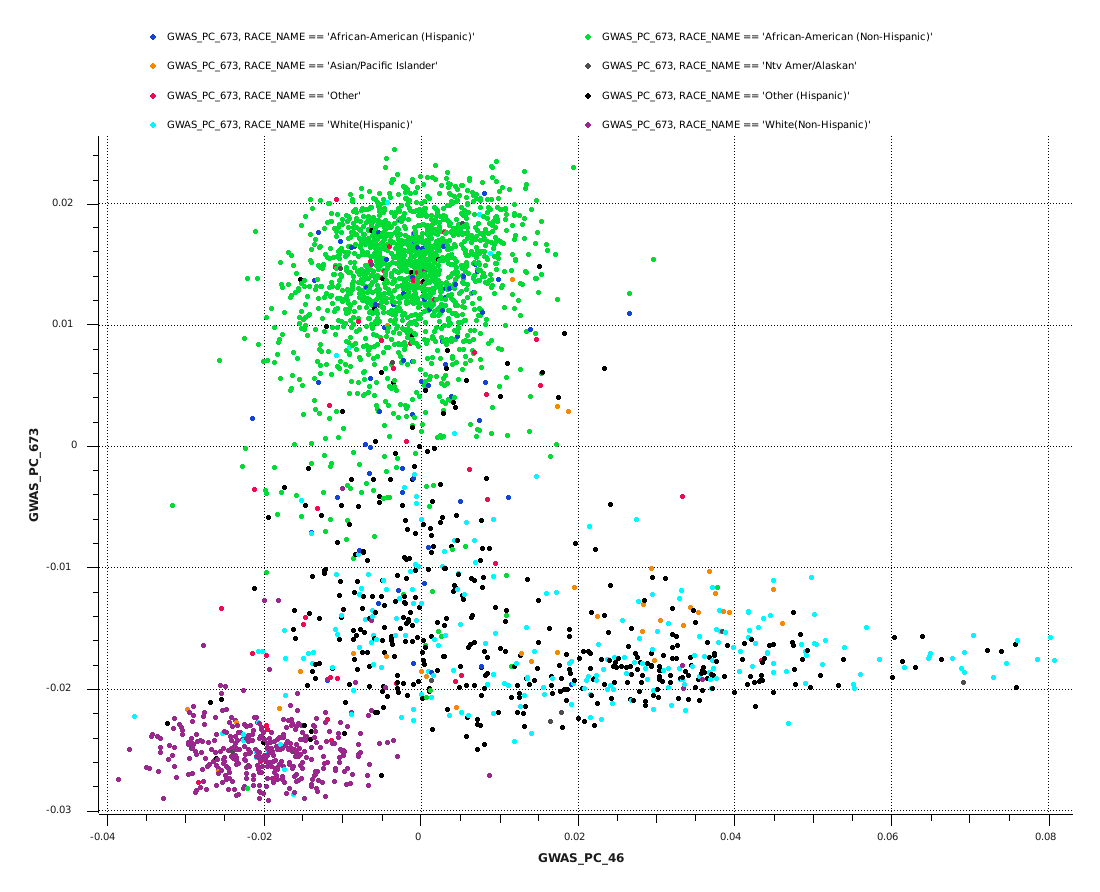 GWAS_PC_673, RACE_NAME == 'African-American (Hispanic)' GWAS_PC_673, RACE_NAME == 'African-American (Non-Hispanic)'
GWAS_PC_673, RACE_NAME == 'Asian/Pacific Islander' GWAS_PC_673, RACE_NAME == 'Ntv Amer/Alaskan'
GWAS_PC_673, RACE_NAME == 'Other' GWAS_PC_673, RACE_NAME == 'Other (Hispanic)'
GWAS_PC_673, RACE_NAME == 'White(Hispanic)' GWAS_PC_673, RACE_NAME == 'White(Non-Hispanic)'
0.02
0.01
0
-0.01
-0.02
-0.03
GWAS_PC_673
-0.04 -0.02 0 0.02 0.04 0.06 0.08
GWAS_PC_46